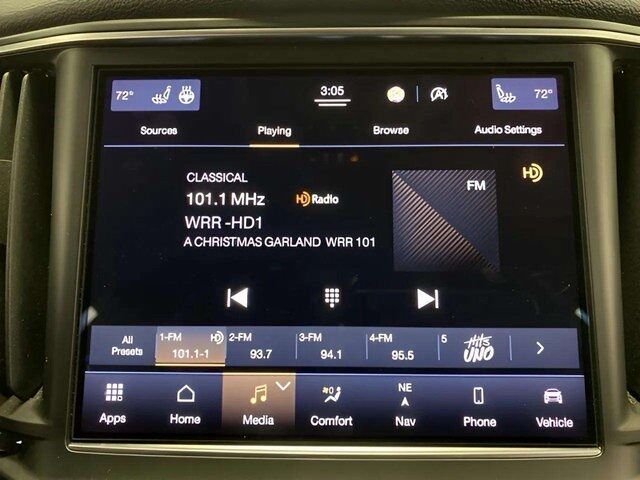 72° 3:05 72°
Sources Playing Browse Audio Settings
CLASSICAL
101.1 MHz HD Radio
WRR -HD1
A CHRISTMAS GARLAND WRR 101
FM
HD
All Presets
1-FM HD 2-FM 3-FM 4-FM 5
101.1-1 93.7 94.1 95.5 Hits UNO
Apps Home Media Comfort NE Nav Phone Vehicle